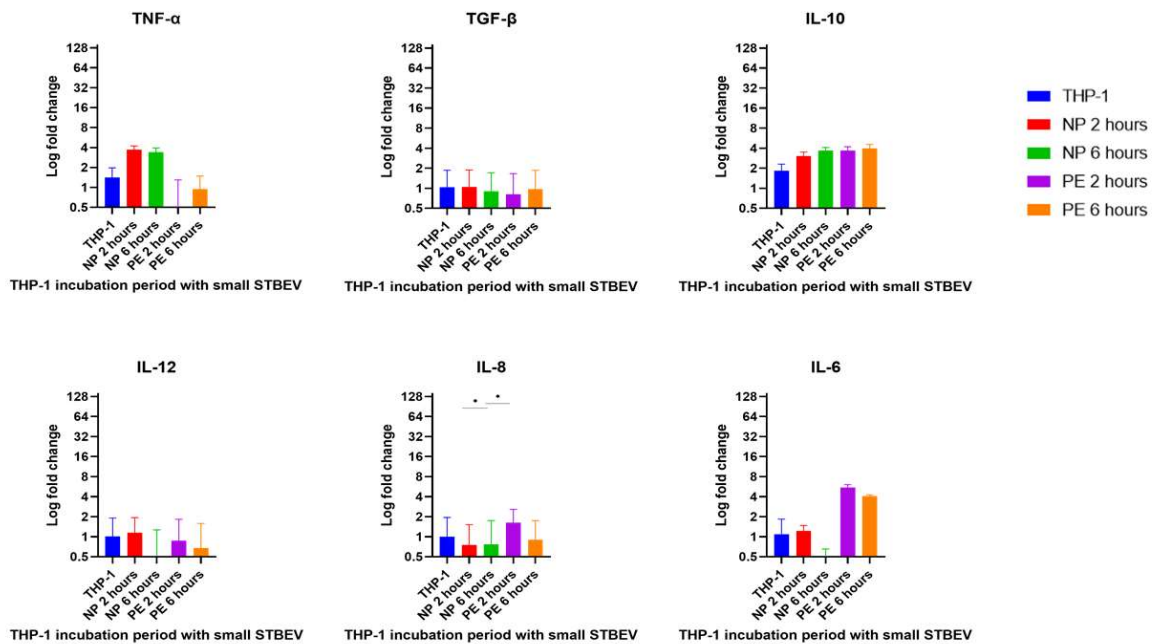 TNF-α
128
64
32
16
8
4
2
1
0.5
Log fold change
THP-1
NP 2 hours
NP 6 hours
PE 2 hours
PE 6 hours
THP-1 incubation period with small STBEV
TGF-β
128
64
32
16
8
4
2
1
0.5
Log fold change
THP-1
NP 2 hours
NP 6 hours
PE 2 hours
PE 6 hours
THP-1 incubation period with small STBEV
IL-10
128
64
32
16
8
4
2
1
0.5
Log fold change
THP-1
NP 2 hours
NP 6 hours
PE 2 hours
PE 6 hours
THP-1 incubation period with small STBEV
THP-1
NP 2 hours
NP 6 hours
PE 2 hours
PE 6 hours
IL-12
128
64
32
16
8
4
2
1
0.5
Log fold change
THP-1
NP 2 hours
NP 6 hours
PE 2 hours
PE 6 hours
THP-1 incubation period with small STBEV
IL-8
128
64
32
16
8
4
2
1
0.5
Log fold change
* *
THP-1
NP 2 hours
NP 6 hours
PE 2 hours
PE 6 hours
THP-1 incubation period with small STBEV
IL-6
128
64
32
16
8
4
2
1
0.5
Log fold change
THP-1
NP 2 hours
NP 6 hours
PE 2 hours
PE 6 hours
THP-1 incubation period with small STBEV